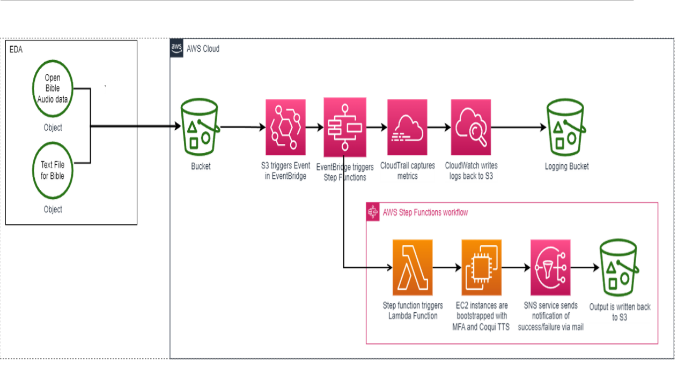 EDA
aws
AWS Cloud
Open
Bible
Audio data
Object
Text File
for Bible
Object
Bucket
S3 triggers Event
in EventBridge
EventBridge triggers
Step Functions
CloudTrail captures
metrics
CloudWatch writes
logs back to S3
Logging Bucket
AWS Step Functions workflow
Step function triggers
Lambda Function
EC2 instances are
bootstrapped with
MFA and Coqui TTS
SNS service sends
notification of
success/failure via mail
Output is written back
to S3